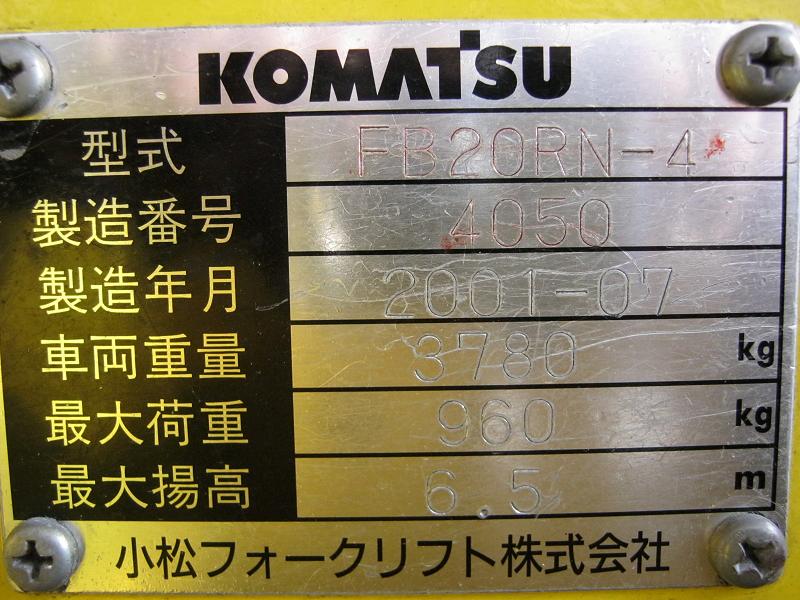 KOMATSU
型式 FB20RN-4
製造番号 4050
製造年月 2001-07
車両重量 3780 kg
最大荷重 960 kg
最大揚高 6.5 m
小松フォークリフト株式会社